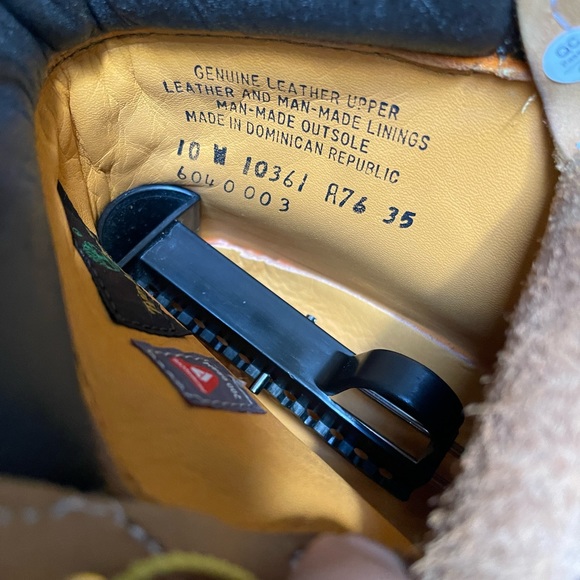 GENUINE LEATHER UPPER
LEATHER AND MAN-MADE LININGS
MAN-MADE OUTSOLE
MADE IN DOMINICAN REPUBLIC
10 W 10361 A76 35
6040003
QC